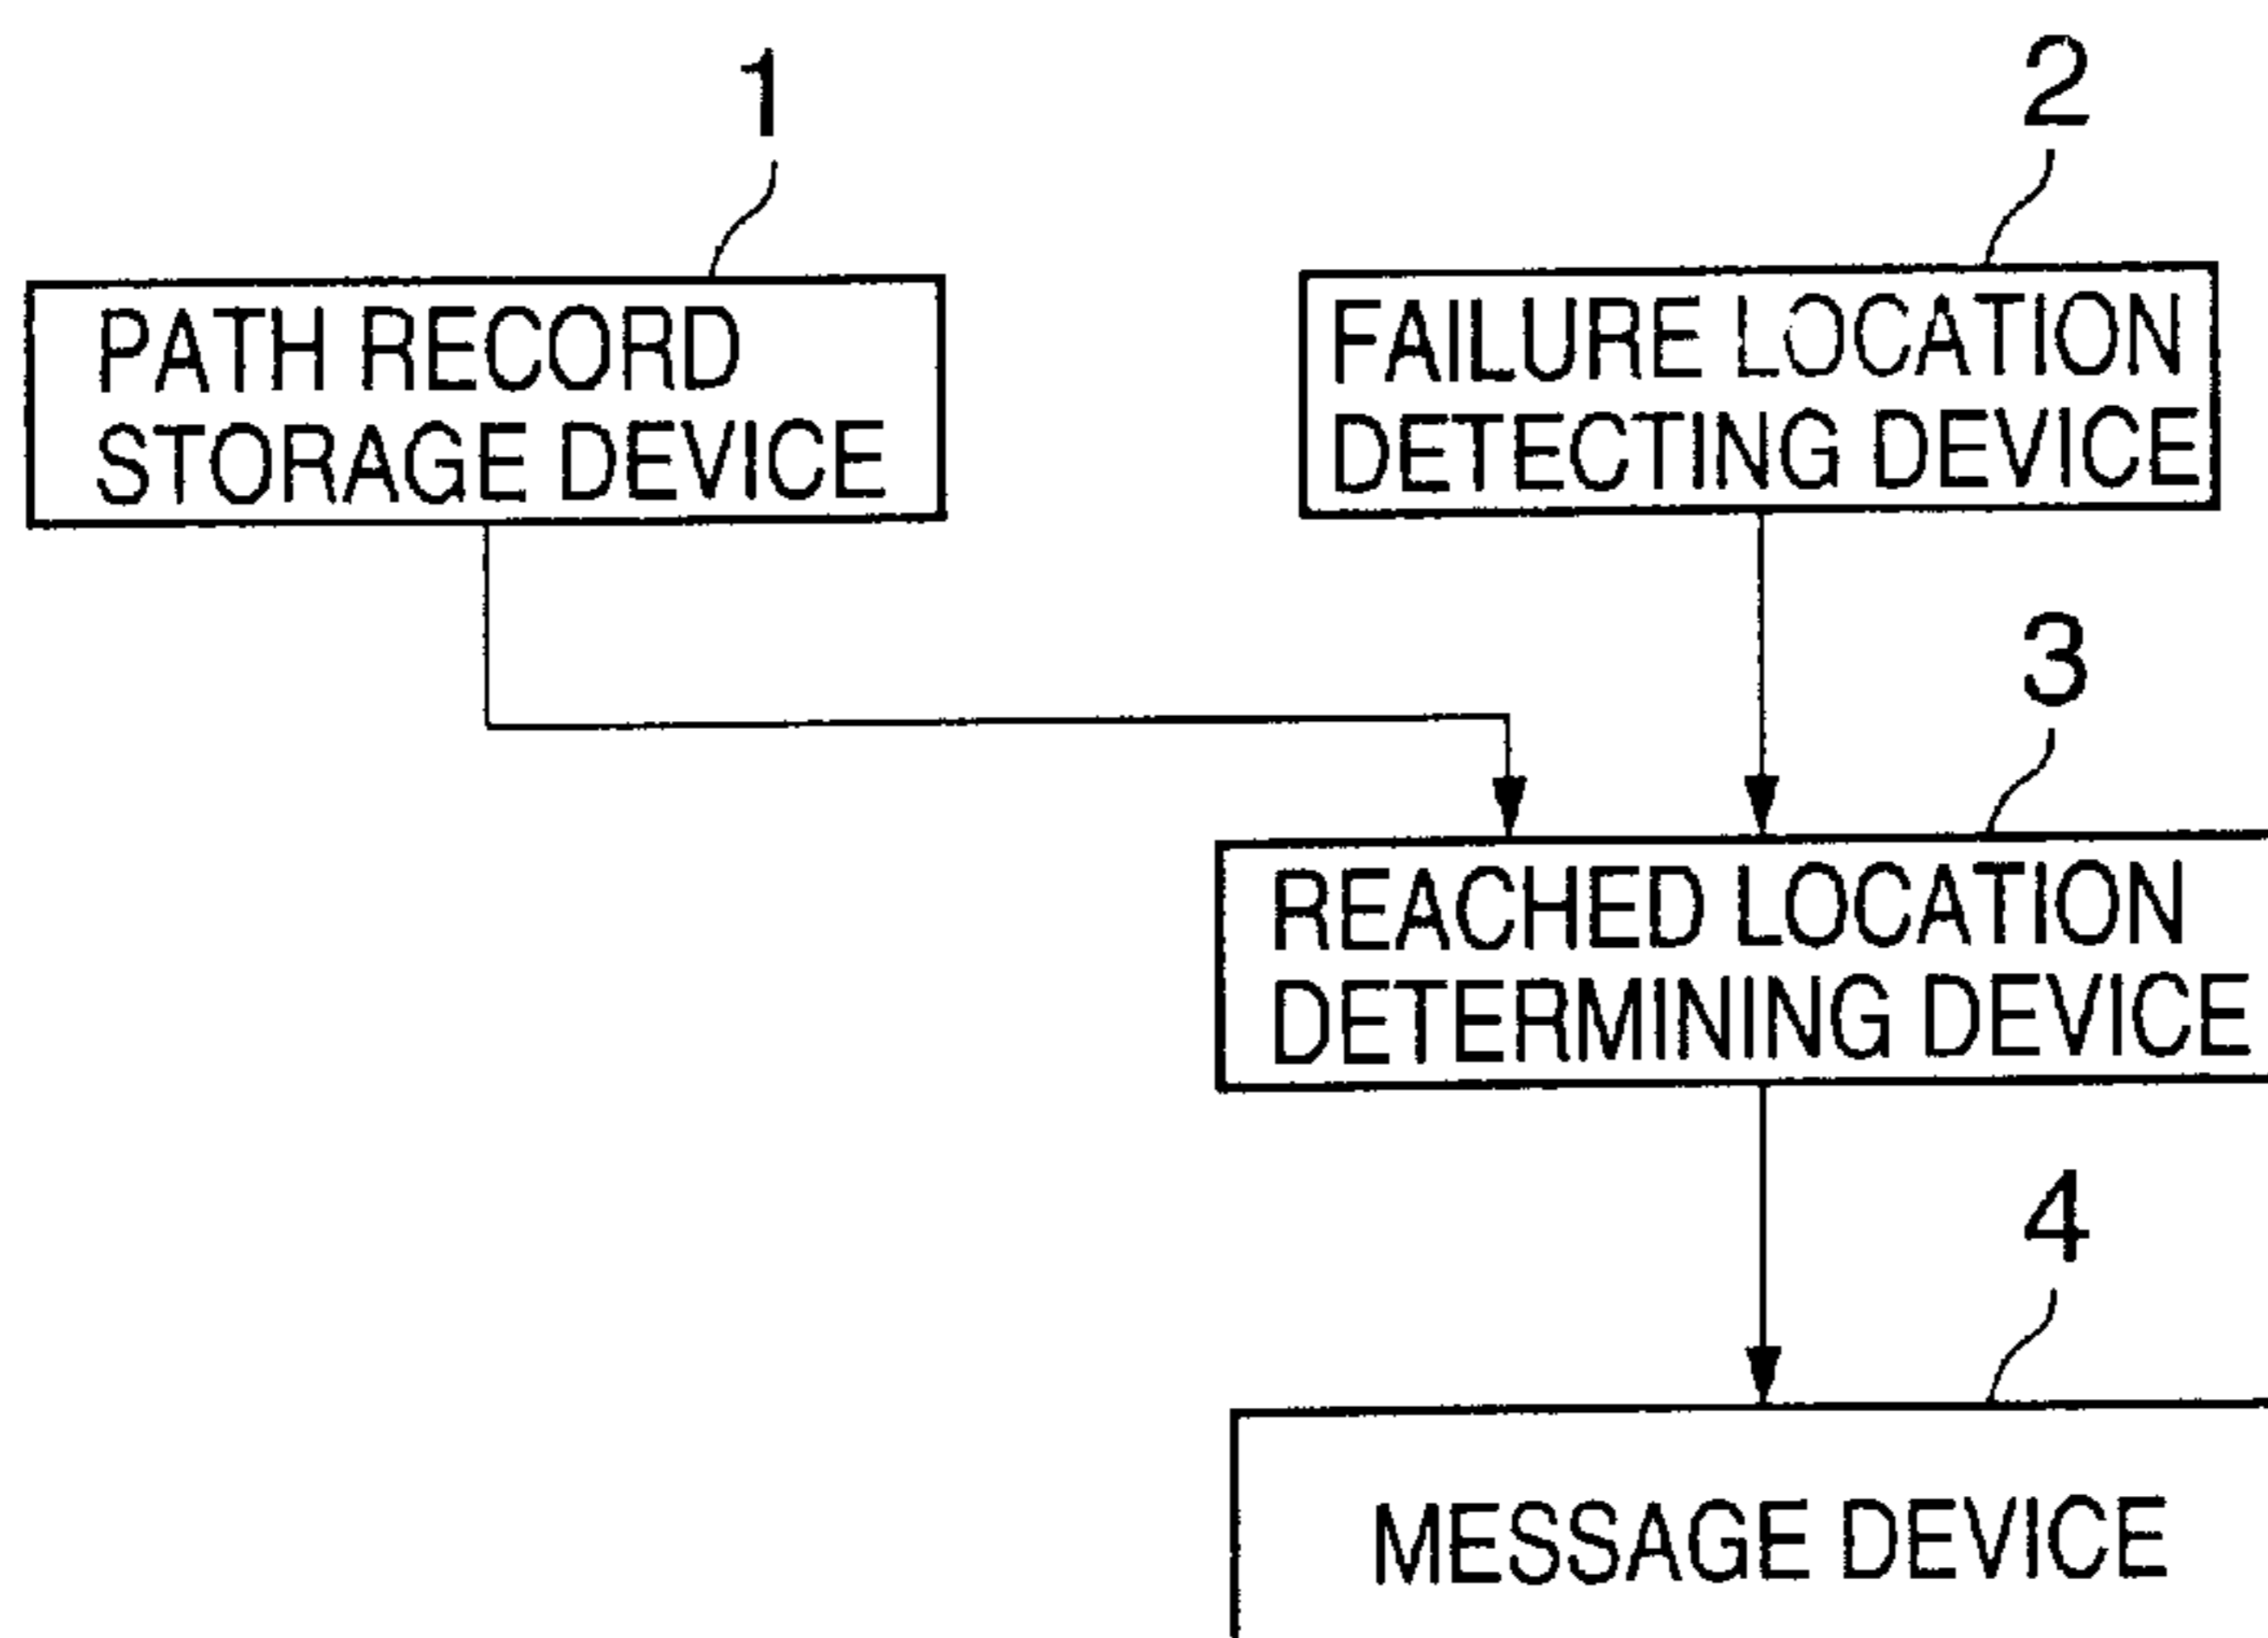 1
2
PATH RECORD
STORAGE DEVICE
FAILURE LOCATION
DETECTING DEVICE
3
REACHED LOCATION
DETERMINING DEVICE
4
MESSAGE DEVICE